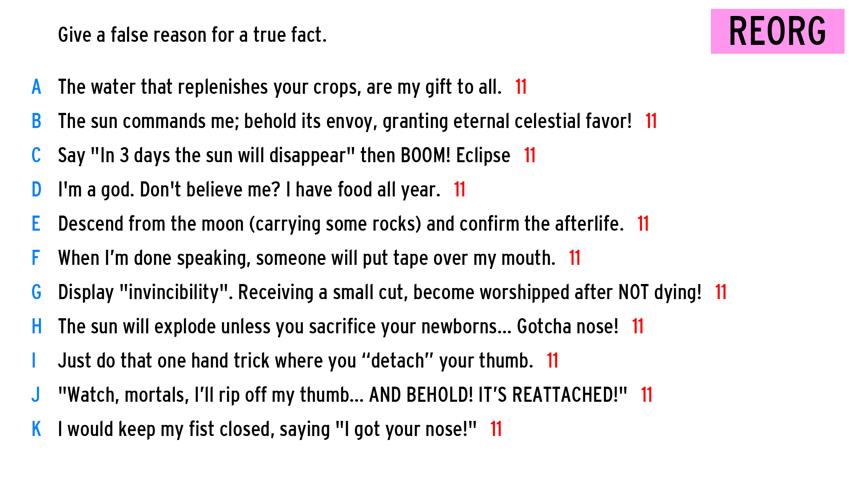 Give a false reason for a true fact.
REORG
A The water that replenishes your crops, are my gift to all. 11
B The sun commands me; behold its envoy, granting eternal celestial favor! 11
C Say "In 3 days the sun will disappear" then BOOM! Eclipse 11
D I'm a god. Don't believe me? I have food all year. 11
E Descend from the moon (carrying some rocks) and confirm the afterlife. 11
F When I’m done speaking, someone will put tape over my mouth. 11
G Display "invincibility". Receiving a small cut, become worshipped after NOT dying! 11
H The sun will explode unless you sacrifice your newborns... Gotcha nose! 11
I Just do that one hand trick where you “detach” your thumb. 11
J "Watch, mortals, I’ll rip off my thumb... AND BEHOLD! IT’S REATTACHED!" 11
K I would keep my fist closed, saying "I got your nose!" 11